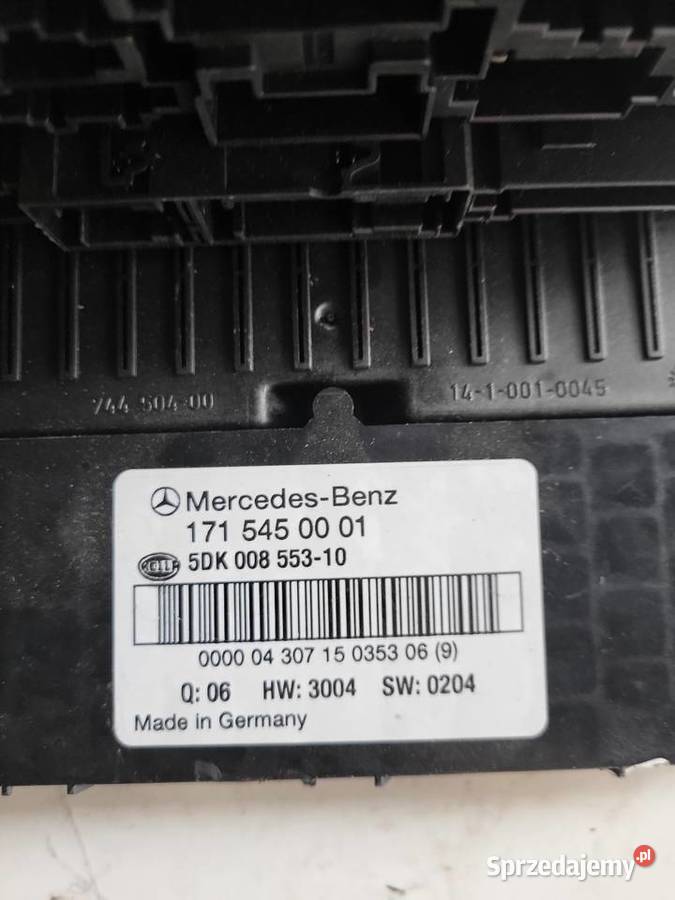 744 504 00
14-1-001-0045
Mercedes-Benz
171 545 00 01
HELLA 5DK 008 553-10
0000 04 307 15 0353 06 (9)
Q: 06 HW: 3004 SW: 0204
Made in Germany
Sprzedajemy.pl